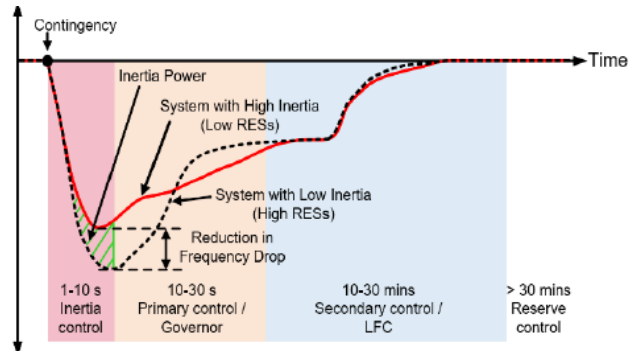 Contingency
Time
Inertia Power
System with High Inertia
(Low RESs)
System with Low Inertia
(High RESs)
Reduction in
Frequency Drop
1-10 s
Inertia
control
10-30 s
Primary control /
Governor
10-30 mins
Secondary control /
LFC
> 30 mins
Reserve
control